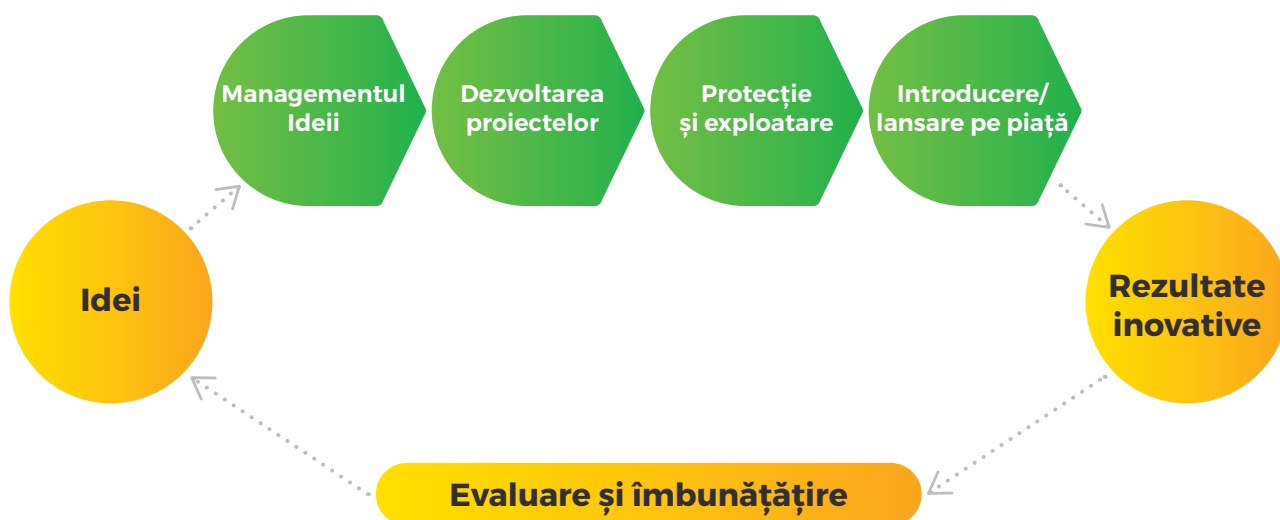 Managementul
Ideii
Dezvoltarea
proiectelor
Protecție
și exploatare
Introducere/
lansare pe piață
Idei
Rezultate
inovative
Evaluare și îmbunătățire